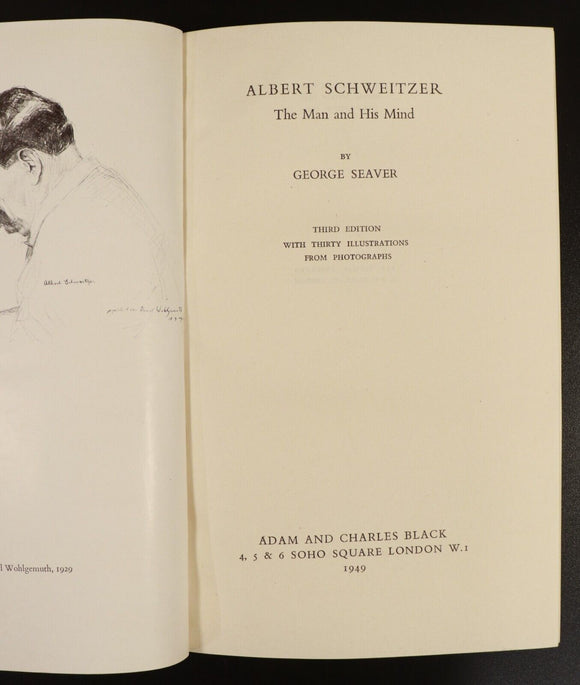 Albert Schweitzer
l Wohlgemuth, 1929
ALBERT SCHWEITZER
The Man and His Mind
BY
GEORGE SEAVER
THIRD EDITION
WITH THIRTY ILLUSTRATIONS
FROM PHOTOGRAPHS
ADAM AND CHARLES BLACK
4, 5 & 6 SOHO SQUARE LONDON W.1
1949